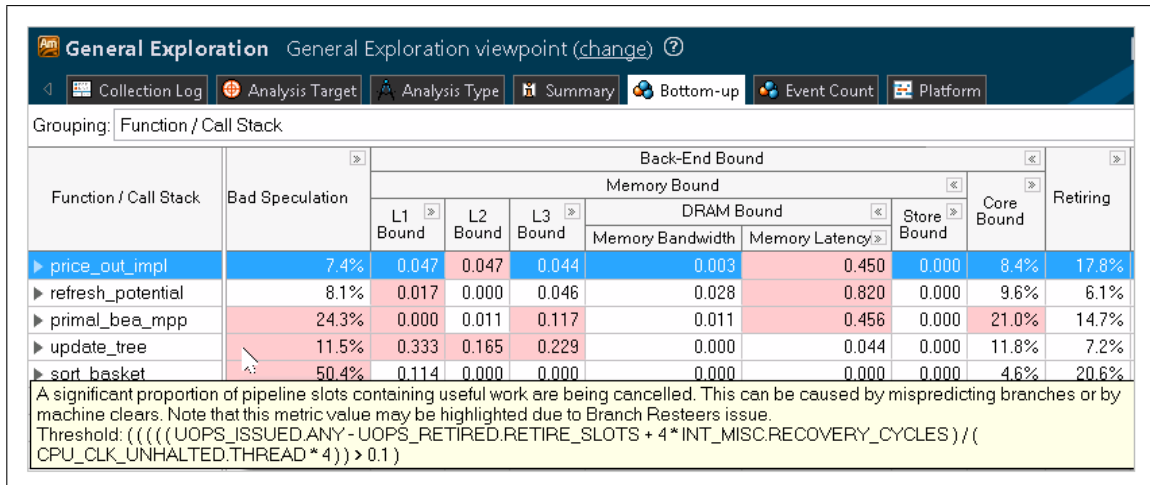 General Exploration General Exploration viewpoint (change) ?
Collection Log Analysis Target Analysis Type Summary Bottom-up Event Count Platform
Grouping: Function / Call Stack
Function / Call Stack Bad Speculation Back-End Bound Retiring
Memory Bound Core Bound
L1 Bound L2 Bound L3 Bound DRAM Bound Store Bound
Memory Bandwidth Memory Latency
price_out_impl 7.4% 0.047 0.047 0.044 0.003 0.450 0.000 8.4% 17.8%
refresh_potential 8.1% 0.017 0.000 0.046 0.028 0.820 0.000 9.6% 6.1%
primal_bea_mpp 24.3% 0.000 0.011 0.117 0.011 0.456 0.000 21.0% 14.7%
update_tree 11.5% 0.333 0.165 0.229 0.000 0.044 0.000 11.8% 7.2%
sort_basket 50.4% 0.114 0.000 0.000 0.000 0.000 0.000 4.6% 20.6%
A significant proportion of pipeline slots containing useful work are being cancelled. This can be caused by mispredicting branches or by
machine clears. Note that this metric value may be highlighted due to Branch Resteers issue.
Threshold: ( ( ( ( ( UOPS_ISSUED.ANY - UOPS_RETIRED.RETIRE_SLOTS + 4 * INT_MISC.RECOVERY_CYCLES ) / (
CPU_CLK_UNHALTED.THREAD * 4 ) ) > 0.1 )